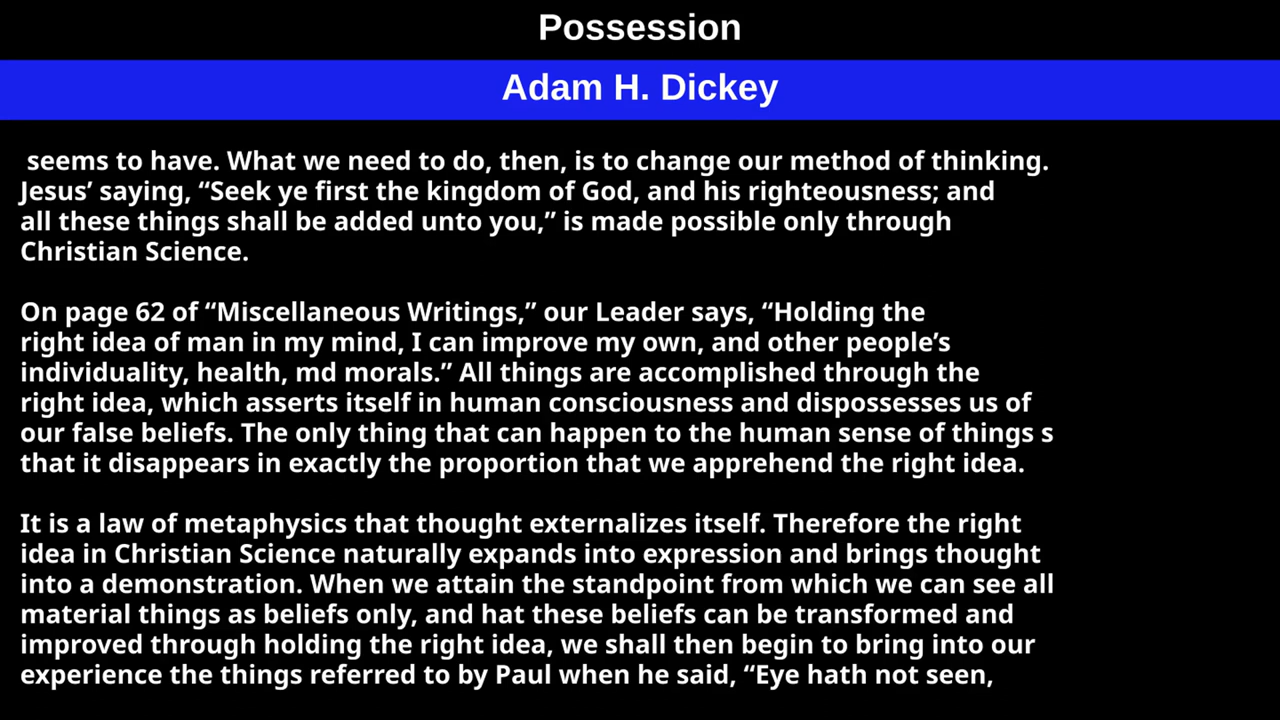 Possession
Adam H. Dickey
seems to have. What we need to do, then, is to change our method of thinking.
Jesus’ saying, “Seek ye first the kingdom of God, and his righteousness; and
all these things shall be added unto you,” is made possible only through
Christian Science.
On page 62 of “Miscellaneous Writings,” our Leader says, “Holding the
right idea of man in my mind, I can improve my own, and other people’s
individuality, health, md morals.” All things are accomplished through the
right idea, which asserts itself in human consciousness and dispossesses us of
our false beliefs. The only thing that can happen to the human sense of things s
that it disappears in exactly the proportion that we apprehend the right idea.
It is a law of metaphysics that thought externalizes itself. Therefore the right
idea in Christian Science naturally expands into expression and brings thought
into a demonstration. When we attain the standpoint from which we can see all
material things as beliefs only, and hat these beliefs can be transformed and
improved through holding the right idea, we shall then begin to bring into our
experience the things referred to by Paul when he said, “Eye hath not seen,